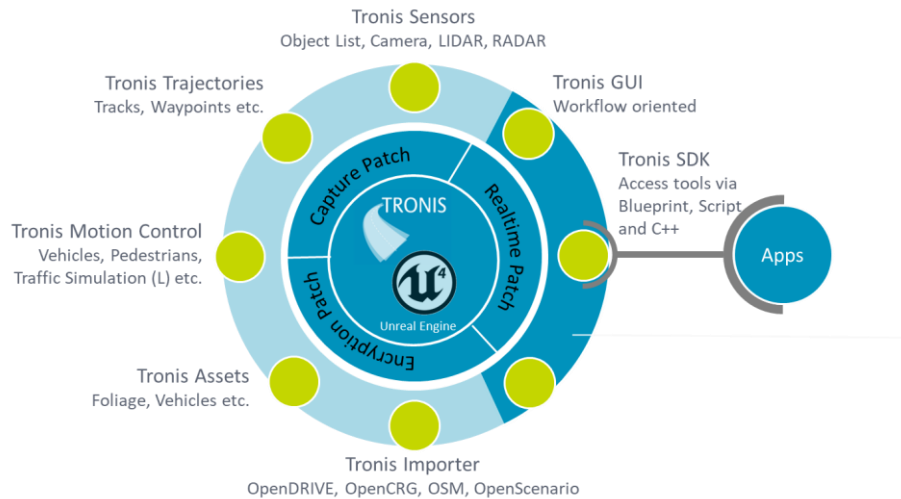 Tronis Sensors
Object List, Camera, LIDAR, RADAR
Tronis Trajectories
Tracks, Waypoints etc.
Tronis GUI
Workflow oriented
Tronis SDK
Access tools via
Blueprint, Script
and C++
Apps
Tronis Motion Control
Vehicles, Pedestrians,
Traffic Simulation (L) etc.
Capture Patch
Realtime Patch
Encryption Patch
TRONIS
U4
Unreal Engine
Tronis Assets
Foliage, Vehicles etc.
Tronis Importer
OpenDRIVE, OpenCRG, OSM, OpenScenario